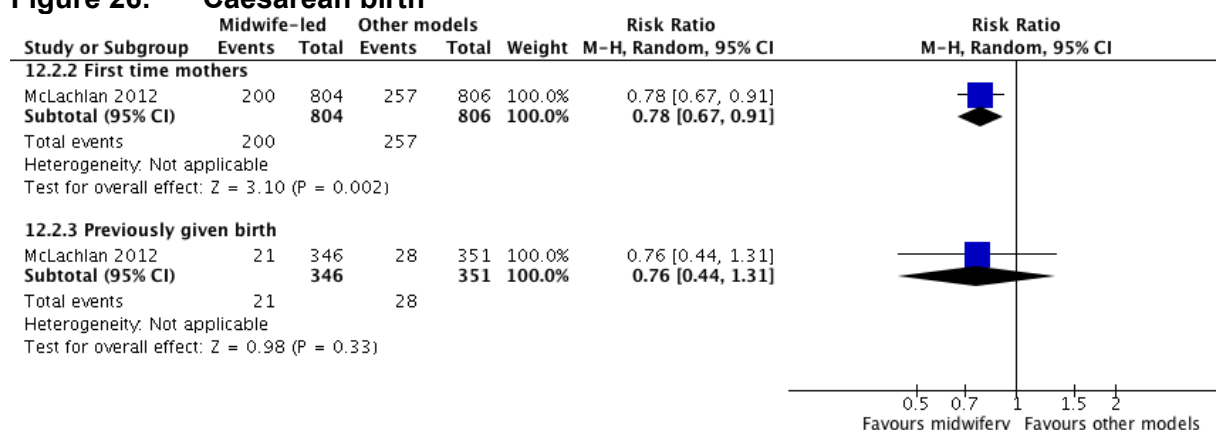 Figure 26: Caesarean birth
Midwife-led Other models Risk Ratio Risk Ratio
Study or Subgroup Events Total Events Total Weight M-H, Random, 95% CI M-H, Random, 95% CI
12.2.2 First time mothers
McLachlan 2012 200 804 257 806 100.0% 0.78 [0.67, 0.91]
Subtotal (95% CI) 804 806 100.0% 0.78 [0.67, 0.91]
Total events 200 257
Heterogeneity: Not applicable
Test for overall effect: Z = 3.10 (P = 0.002)
12.2.3 Previously given birth
McLachlan 2012 21 346 28 351 100.0% 0.76 [0.44, 1.31]
Subtotal (95% CI) 346 351 100.0% 0.76 [0.44, 1.31]
Total events 21 28
Heterogeneity: Not applicable
Test for overall effect: Z = 0.98 (P = 0.33)
0.5 0.7 1 1.5 2
Favours midwifery Favours other models